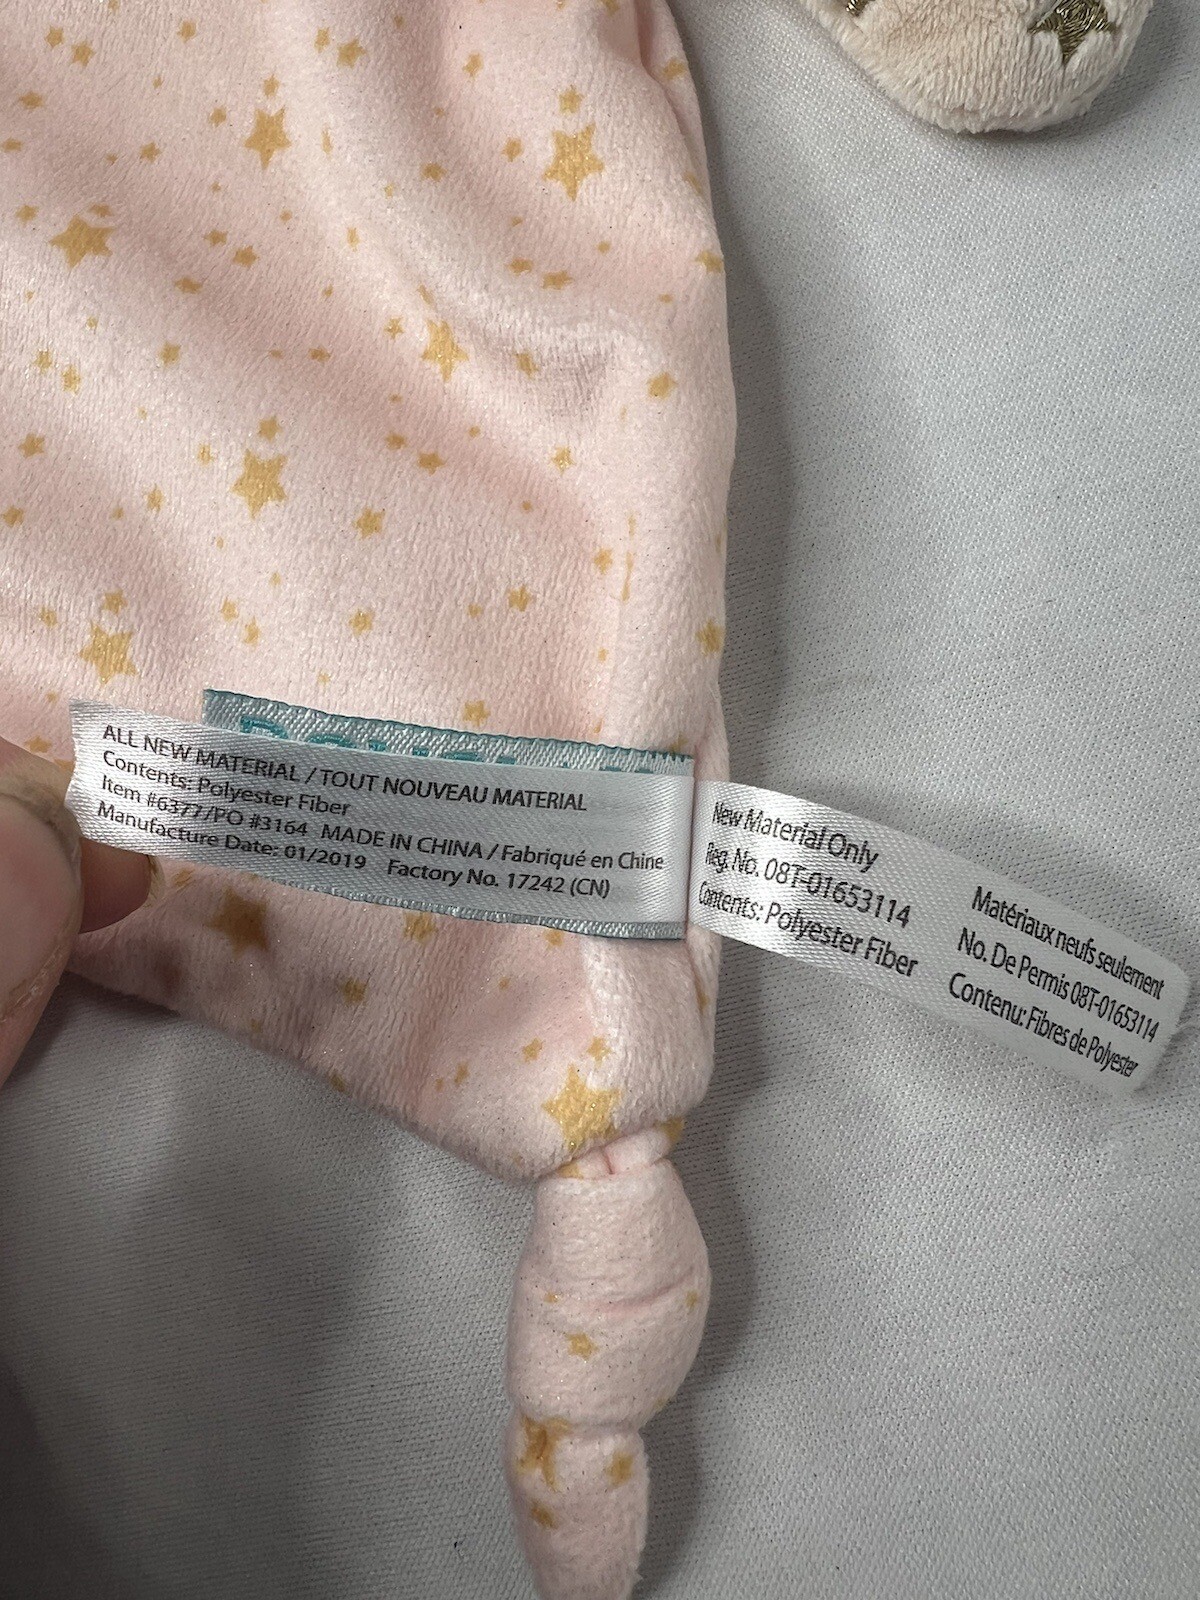 ALL NEW MATERIAL / TOUT NOUVEAU MATERIAL
Contents: Polyester Fiber
Item #6377/PO #3164 MADE IN CHINA / Fabriqué en Chine
Manufacture Date: 01/2019 Factory No. 17242 (CN)
New Material Only
Reg. No. 08T-01653114
Contents: Polyester Fiber
Matériaux neufs seulement
No. De Permis 08T-01653114
Contenu: Fibres de Polyester